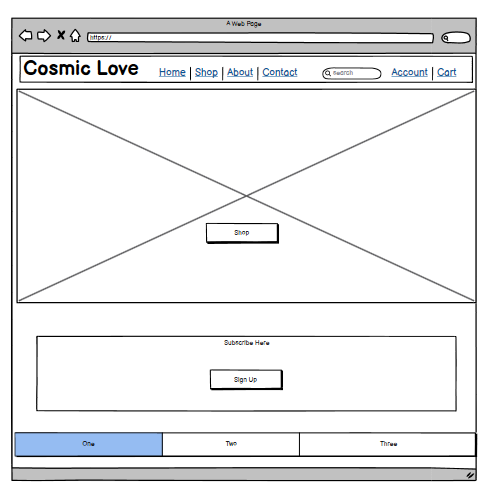 A Web Page
https://
Cosmic Love
Home | Shop | About | Contact
search
Account | Cart
Shop
Subscribe Here
Sign Up
One
Two
Three